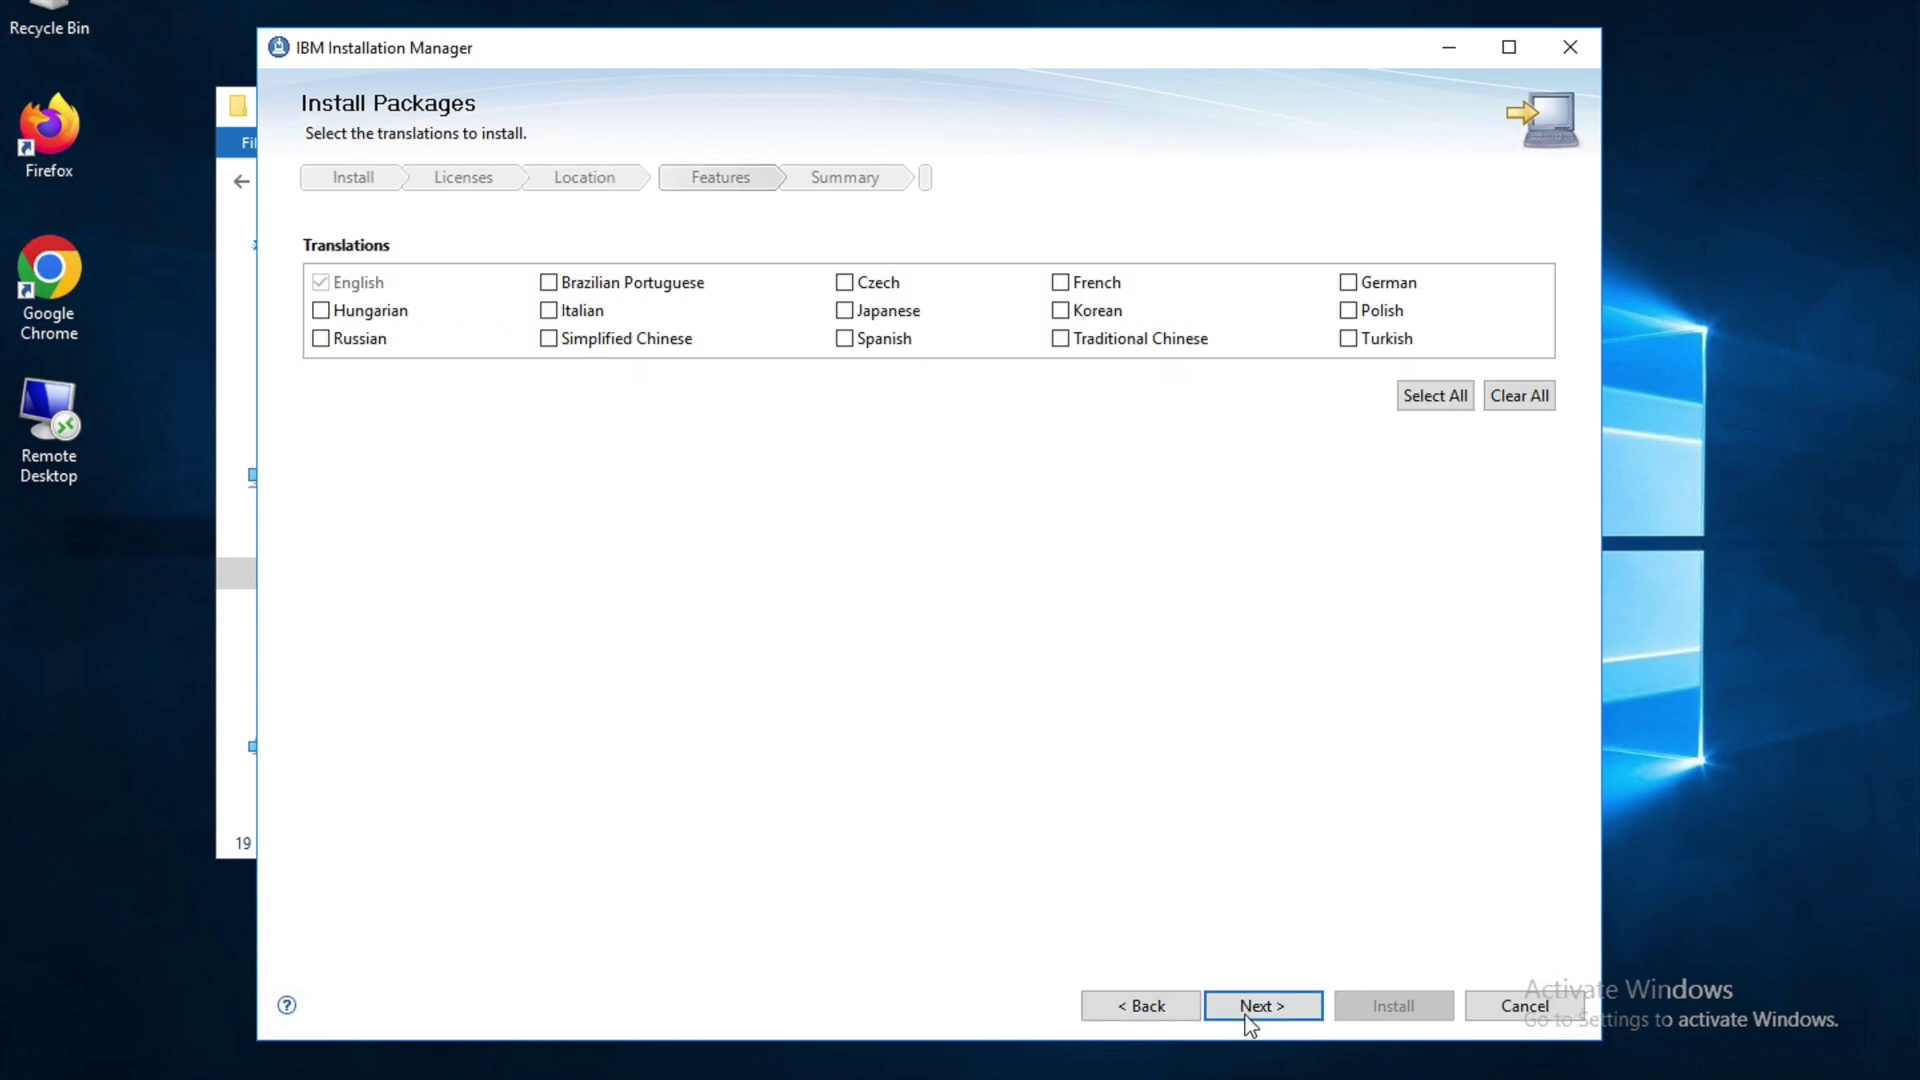 Recycle Bin
Firefox
Google
Chrome
Remote
Desktop
Fil
19
IBM Installation Manager
Install Packages
Select the translations to install.
Install Licenses Location Features Summary
Translations
English Brazilian Portuguese Czech French German
Hungarian Italian Japanese Korean Polish
Russian Simplified Chinese Spanish Traditional Chinese Turkish
Select All Clear All
< Back Next > Install Cancel
Activate Windows
Go to Settings to activate Windows.